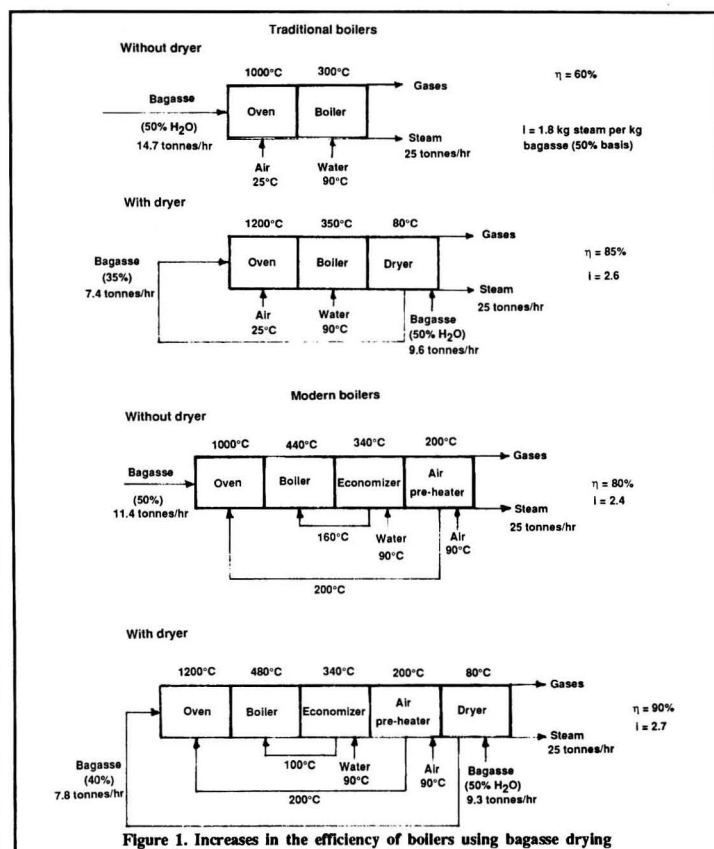 Traditional boilers
Without dryer
1000°C 300°C
Gases
η = 60%
Bagasse
(50% H₂O)
14.7 tonnes/hr
Oven Boiler
Steam
25 tonnes/hr
I = 1.8 kg steam per kg
bagasse (50% basis)
Air
25°C
Water
90°C
With dryer
1200°C 350°C 80°C
Gases
η = 85%
I = 2.6
Bagasse
(35%)
7.4 tonnes/hr
Oven Boiler Dryer
Steam
25 tonnes/hr
Air
25°C
Water
90°C
Bagasse
(50% H₂O)
9.6 tonnes/hr
Modern boilers
Without dryer
1000°C 440°C 340°C 200°C
Gases
η = 80%
I = 2.4
Bagasse
(50%)
11.4 tonnes/hr
Oven Boiler Economizer Air
pre-heater
Steam
25 tonnes/hr
160°C
Water
90°C
Air
90°C
200°C
With dryer
1200°C 480°C 340°C 200°C 80°C
Gases
η = 90%
I = 2.7
Oven Boiler Economizer Air
pre-heater
Dryer
Steam
25 tonnes/hr
100°C
Water
90°C
Air
90°C
Bagasse
(50% H₂O)
9.3 tonnes/hr
Bagasse
(40%)
7.8 tonnes/hr
200°C
Figure 1. Increases in the efficiency of boilers using bagasse drying